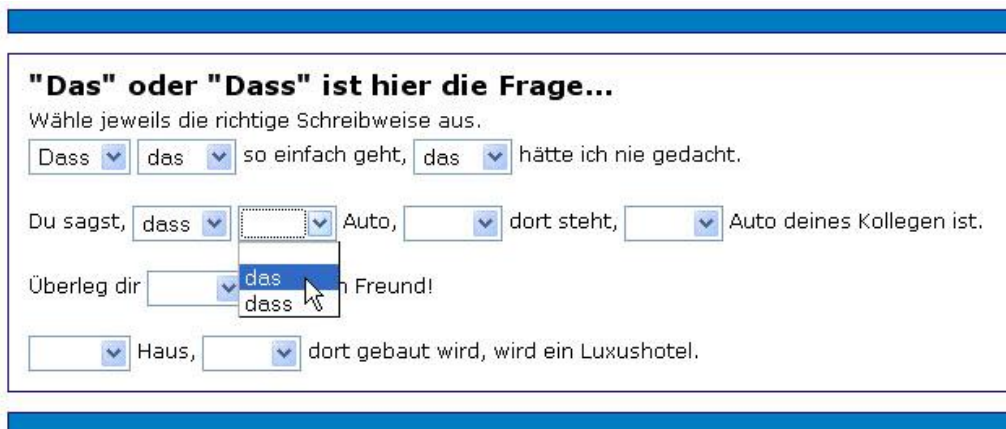 "Das" oder "Dass" ist hier die Frage...
Wähle jeweils die richtige Schreibweise aus.
Dass das so einfach geht, das hätte ich nie gedacht.
Du sagst, dass Auto, dort steht, Auto deines Kollegen ist.
das
Überleg dir Freund!
dass
Haus, dort gebaut wird, wird ein Luxushotel.